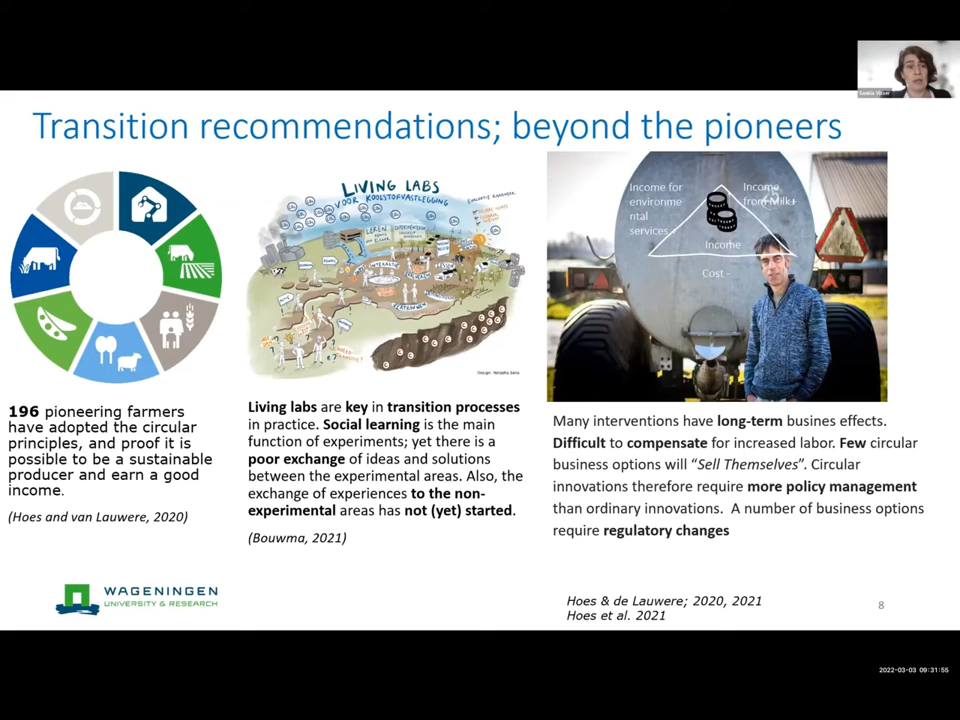 Saskia Visser
Transition recommendations; beyond the pioneers
196 pioneering farmers
have adopted the circular
principles, and proof it is
possible to be a sustainable
producer and earn a good
income.
(Hoes and van Lauwere, 2020)
LIVING LABS
VOOR KOOLSTOFVASTLEGGING
LEREN
Living labs are key in transition processes
in practice. Social learning is the main
function of experiments; yet there is a
poor exchange of ideas and solutions
between the experimental areas. Also, the
exchange of experiences to the non-
experimental areas has not (yet) started.
(Bouwma, 2021)
Income for
environme
ntal
services+
Income
from Milk+
Income
Cost -
Many interventions have long-term busines effects.
Difficult to compensate for increased labor. Few circular
business options will “Sell Themselves”. Circular
innovations therefore require more policy management
than ordinary innovations.  A number of business options
require regulatory changes
WAGENINGEN
UNIVERSITY & RESEARCH
Hoes & de Lauwere; 2020, 2021
Hoes et al. 2021
8
2022-03-03 09:31:55